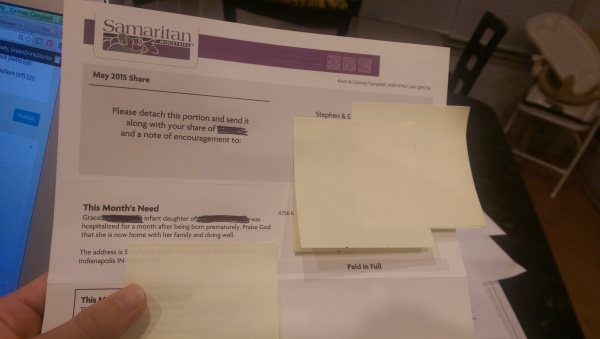 Samaritan
MINISTRIES
May 2015 Share
Please detach this portion and send it
along with your share of
and a note of encouragement to:
Stephen & E
This Month's Need
Grace infant daughter of was
hospitalized for a month after being born prematurely. Praise God
that she is now home with her family and doing well.
The address is
Indianapolis IN
Paid in Full
This M
Publish